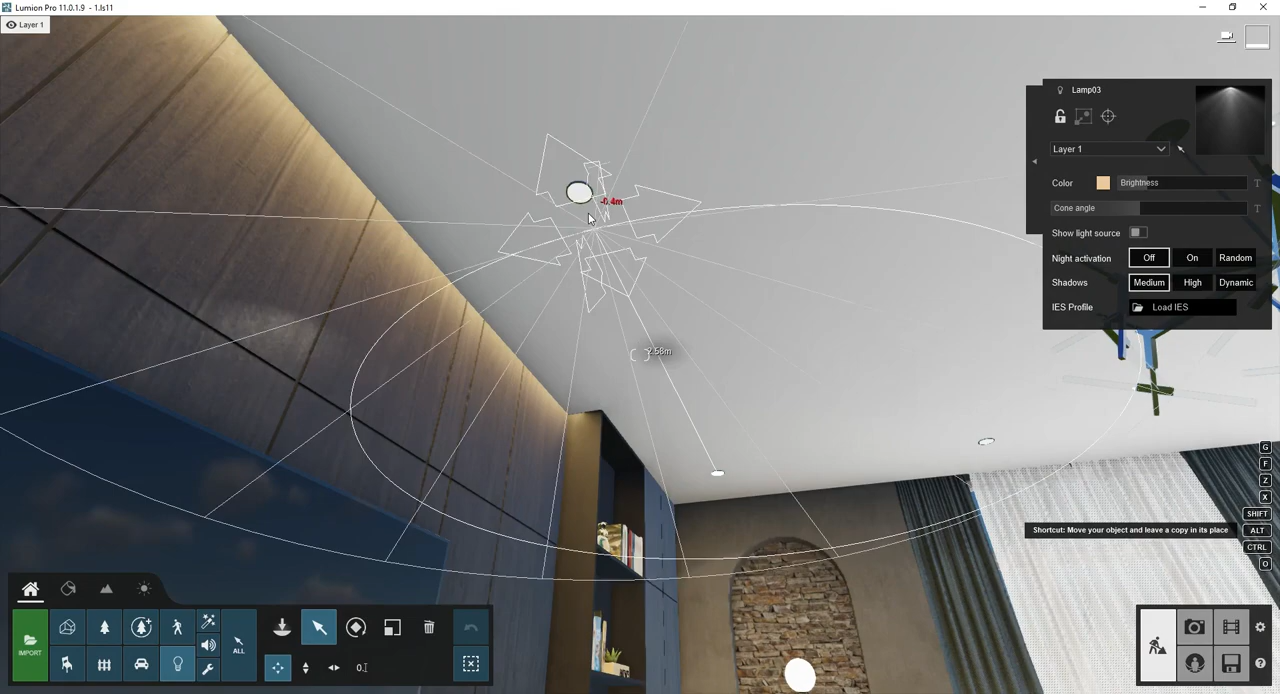 Lumion Pro 11.0.1.9 - 1.ls11
Layer 1
Lamp03
Layer 1
Color
Brightness
T
Cone angle
T
Show light source
Night activation
Off
On
Random
Shadows
Medium
High
Dynamic
IES Profile
Load IES
-0.4m
2.58m
G
F
Z
X
SHIFT
Shortcut: Move your object and leave a copy in its place
ALT
CTRL
O
IMPORT
ALL
?